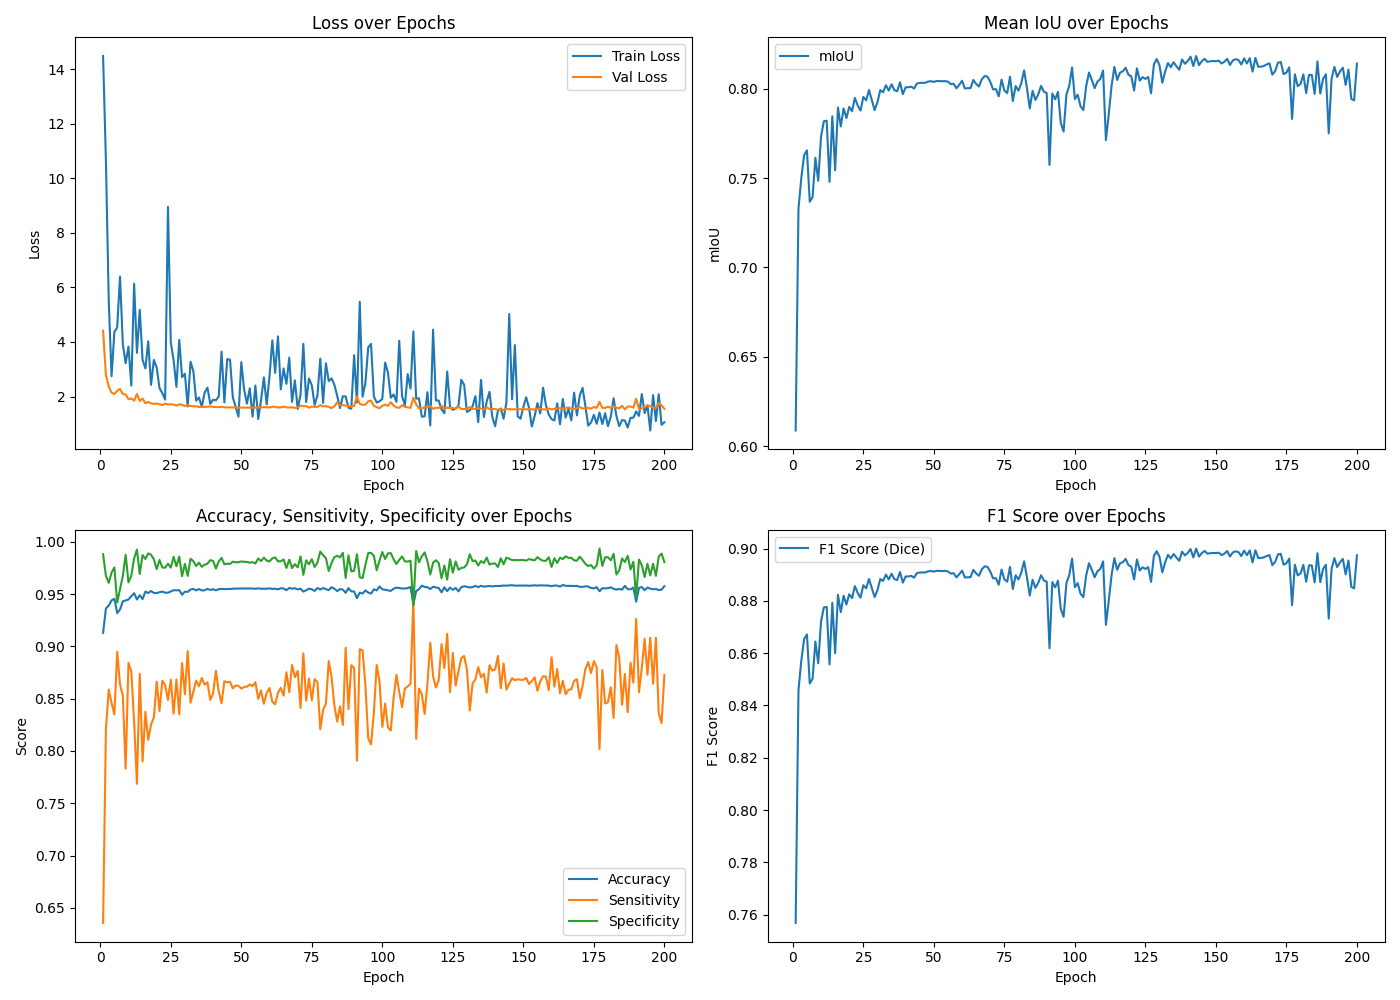 Loss over Epochs
Train Loss
Val Loss
14
12
10
8
6
4
2
Loss
0 25 50 75 100 125 150 175 200
Epoch
Mean IoU over Epochs
mIoU
0.80
0.75
0.70
0.65
0.60
mIoU
0 25 50 75 100 125 150 175 200
Epoch
Accuracy, Sensitivity, Specificity over Epochs
1.00
0.95
0.90
0.85
0.80
0.75
0.70
0.65
Score
Accuracy
Sensitivity
Specificity
0 25 50 75 100 125 150 175 200
Epoch
F1 Score over Epochs
F1 Score (Dice)
0.90
0.88
0.86
0.84
0.82
0.80
0.78
0.76
F1 Score
0 25 50 75 100 125 150 175 200
Epoch